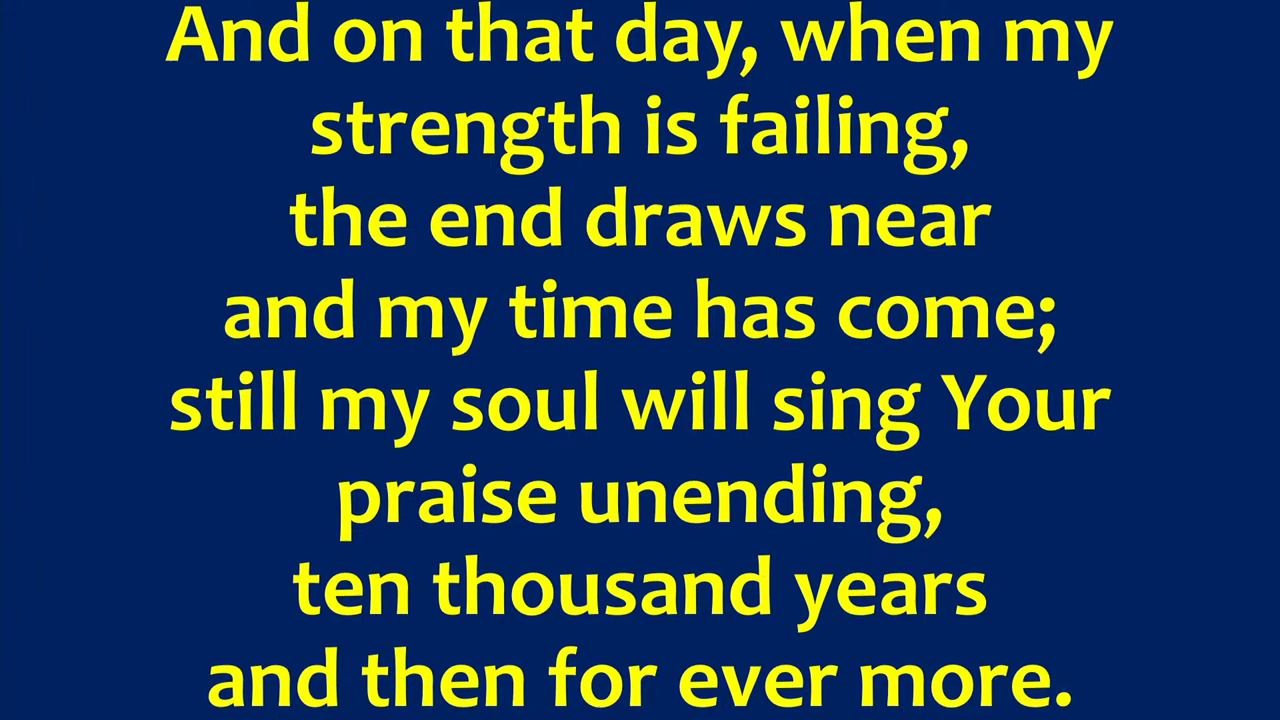 And on that day, when my
strength is failing,
the end draws near
and my time has come;
still my soul will sing Your
praise unending,
ten thousand years
and then for ever more.